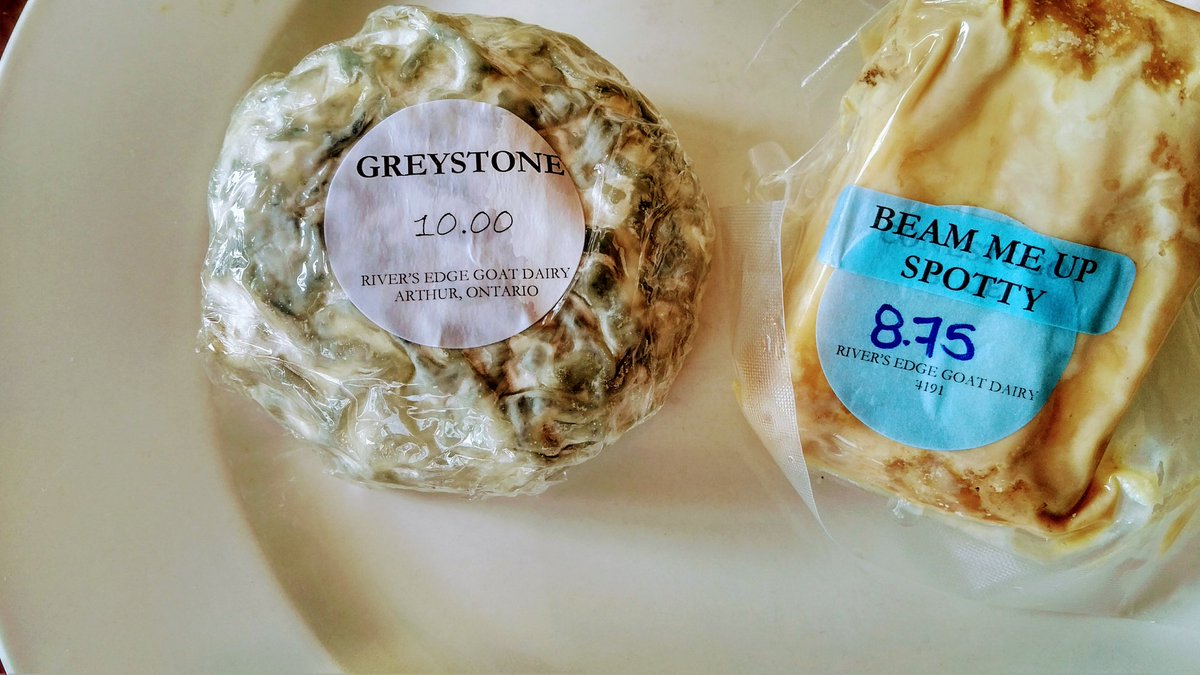 GREYSTONE
10.00
RIVER'S EDGE GOAT DAIRY
ARTHUR, ONTARIO
BEAM ME UP
SPOTTY
8.75
RIVER'S EDGE GOAT DAIRY
4191